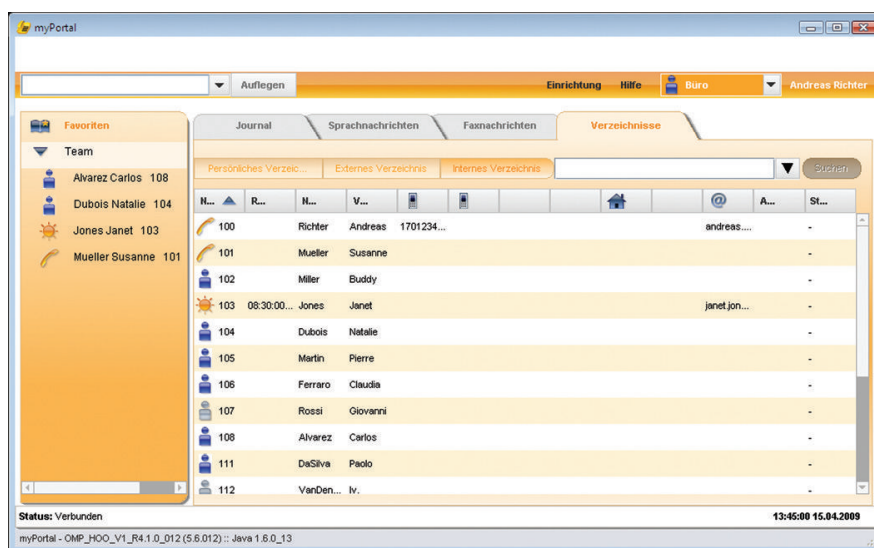 myPortal
Auflegen Einrichtung Hilfe Büro Andreas Richter
Favoriten Journal Sprachnachrichten Faxnachrichten Verzeichnisse
Team
Persönliches Verzeic... Externes Verzeichnis Internes Verzeichnis Suchen
Alvarez Carlos 108
Dubois Natalie 104
Jones Janet 103
Mueller Susanne 101
N... R... N... V... @ A... St...
100 Richter Andreas 1701234... andreas.... -
101 Mueller Susanne -
102 Miller Buddy -
103 08:30:00... Jones Janet janet.jon... -
104 Dubois Natalie -
105 Martin Pierre -
106 Ferraro Claudia -
107 Rossi Giovanni -
108 Alvarez Carlos -
111 DaSilva Paolo -
112 VanDen... Iv. -
Status: Verbunden 13:45:00 15.04.2009
myPortal - OMP_HOO_V1_R4.1.0_012 (5.6.012) :: Java 1.6.0_13